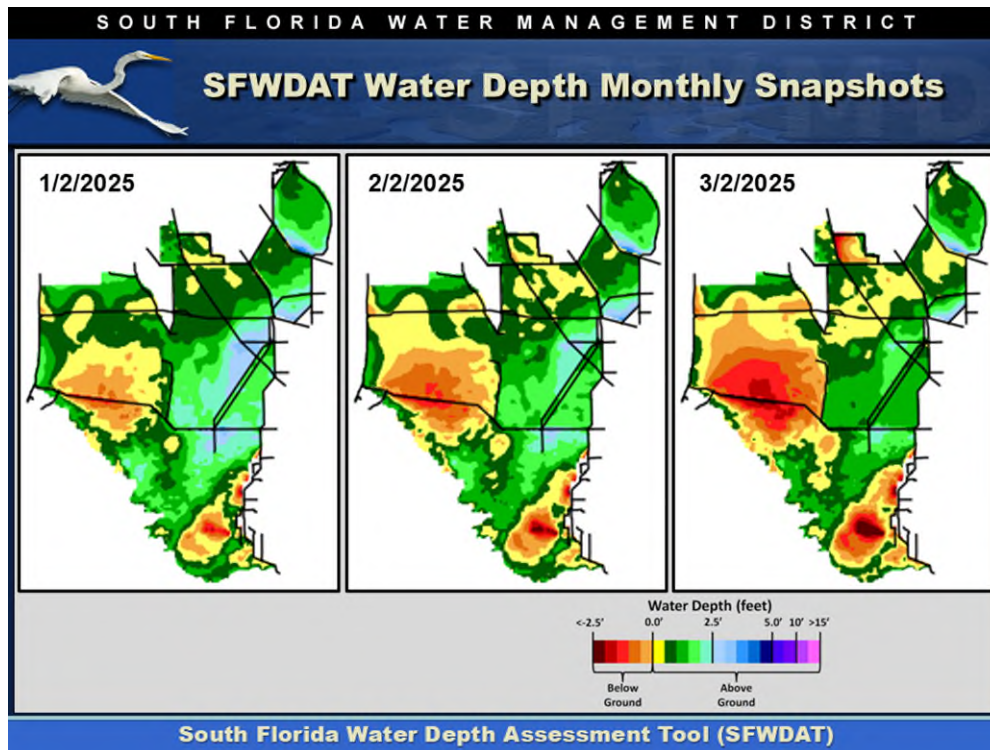 SOUTH FLORIDA WATER MANAGEMENT DISTRICT
SFWDAT Water Depth Monthly Snapshots
1/2/2025
2/2/2025
3/2/2025
Water Depth (feet)
<-2.5' 0.0' 2.5' 5.0' 10' >15'
Below Ground
Above Ground
South Florida Water Depth Assessment Tool (SFWDAT)